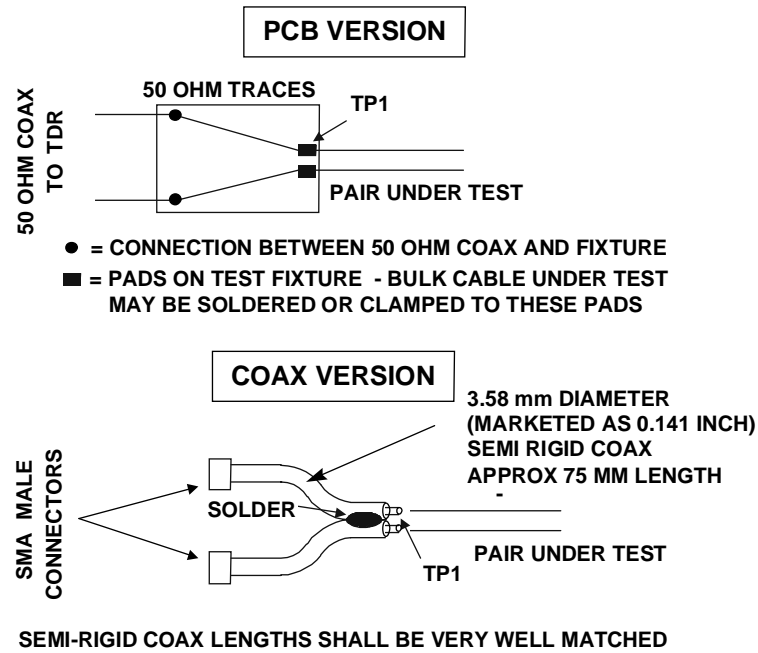 PCB VERSION
50 OHM COAX
TO TDR
50 OHM TRACES
TP1
PAIR UNDER TEST
= CONNECTION BETWEEN 50 OHM COAX AND FIXTURE
= PADS ON TEST FIXTURE - BULK CABLE UNDER TEST
MAY BE SOLDERED OR CLAMPED TO THESE PADS
COAX VERSION
3.58 mm DIAMETER
(MARKETED AS 0.141 INCH)
SEMI RIGID COAX
APPROX 75 MM LENGTH
-
SMA MALE
CONNECTORS
SOLDER
TP1
PAIR UNDER TEST
SEMI-RIGID COAX LENGTHS SHALL BE VERY WELL MATCHED